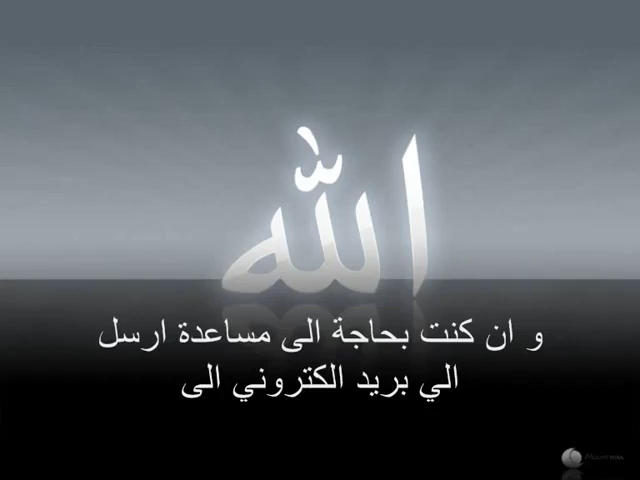 الله
و ان كنت بحاجة الى مساعدة ارسل
الي بريد الكتروني الى